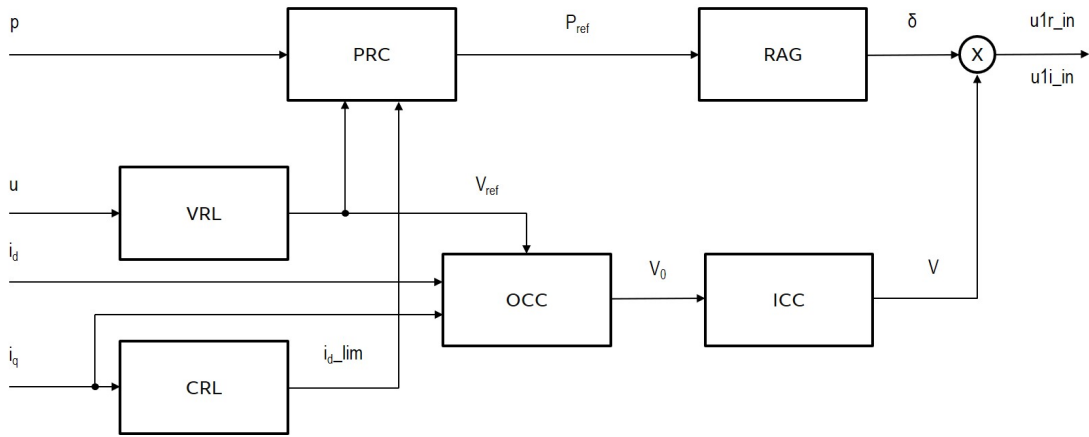 p
PRC
P_ref
RAG
δ
X
u1r_in
u1i_in
u
VRL
V_ref
i_d
OCC
V_0
ICC
V
i_q
CRL
i_d_lim